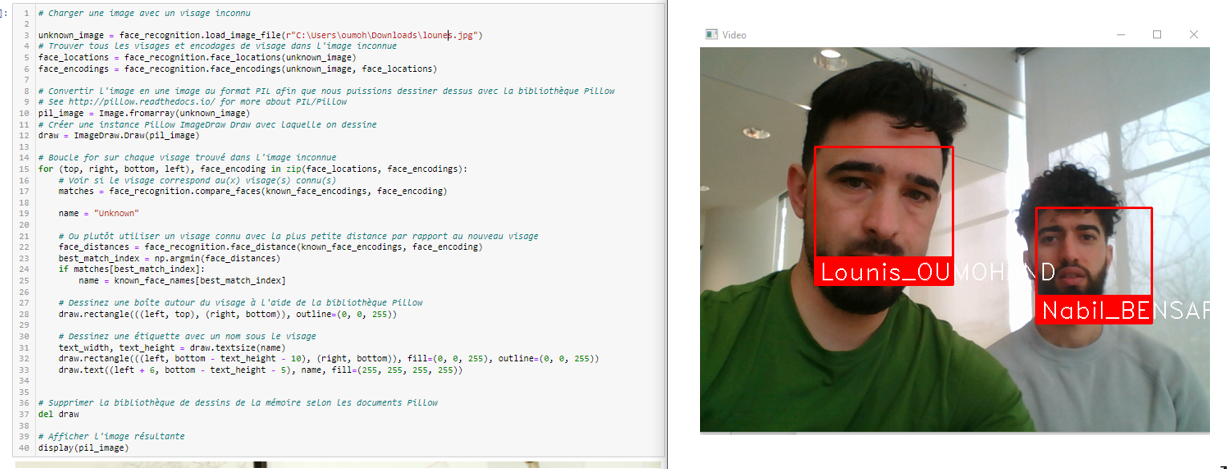 ]:
1 # Charger une image avec un visage inconnu
2
3 unknown_image = face_recognition.load_image_file(r"C:\Users\oumoh\Downloads\lounes.jpg")
4 # Trouver tous les visages et encodages de visage dans l'image inconnue
5 face_locations = face_recognition.face_locations(unknown_image)
6 face_encodings = face_recognition.face_encodings(unknown_image, face_locations)
7
8 # Convertir l'image en une image au format PIL afin que nous puissions dessiner dessus avec la bibliothèque Pillow
9 # See http://pillow.readthedocs.io/ for more about PIL/Pillow
10 pil_image = Image.fromarray(unknown_image)
11 # Créer une instance Pillow ImageDraw Draw avec laquelle on dessine
12 draw = ImageDraw.Draw(pil_image)
13
14 # Boucle for sur chaque visage trouvé dans l'image inconnue
15 for (top, right, bottom, left), face_encoding in zip(face_locations, face_encodings):
16 # Voir si le visage correspond au(x) visage(s) connu(s)
17 matches = face_recognition.compare_faces(known_face_encodings, face_encoding)
18
19 name = "Unknown"
20
21 # Ou plutôt utiliser un visage connu avec la plus petite distance par rapport au nouveau visage
22 face_distances = face_recognition.face_distance(known_face_encodings, face_encoding)
23 best_match_index = np.argmin(face_distances)
24 if matches[best_match_index]:
25 name = known_face_names[best_match_index]
26
27 # Dessinez une boîte autour du visage à l'aide de la bibliothèque Pillow
28 draw.rectangle(((left, top), (right, bottom)), outline=(0, 0, 255))
29
30 # Dessinez une étiquette avec un nom sous le visage
31 text_width, text_height = draw.textsize(name)
32 draw.rectangle(((left, bottom - text_height - 10), (right, bottom)), fill=(0, 0, 255), outline=(0, 0, 255))
33 draw.text((left + 6, bottom - text_height - 5), name, fill=(255, 255, 255, 255))
34
35
36 # Supprimer la bibliothèque de dessins de la mémoire selon les documents Pillow
37 del draw
38
39 # Afficher l'image résultante
40 display(pil_image)
Video
Lounis_OUMOHAND
Nabil_BENSAF